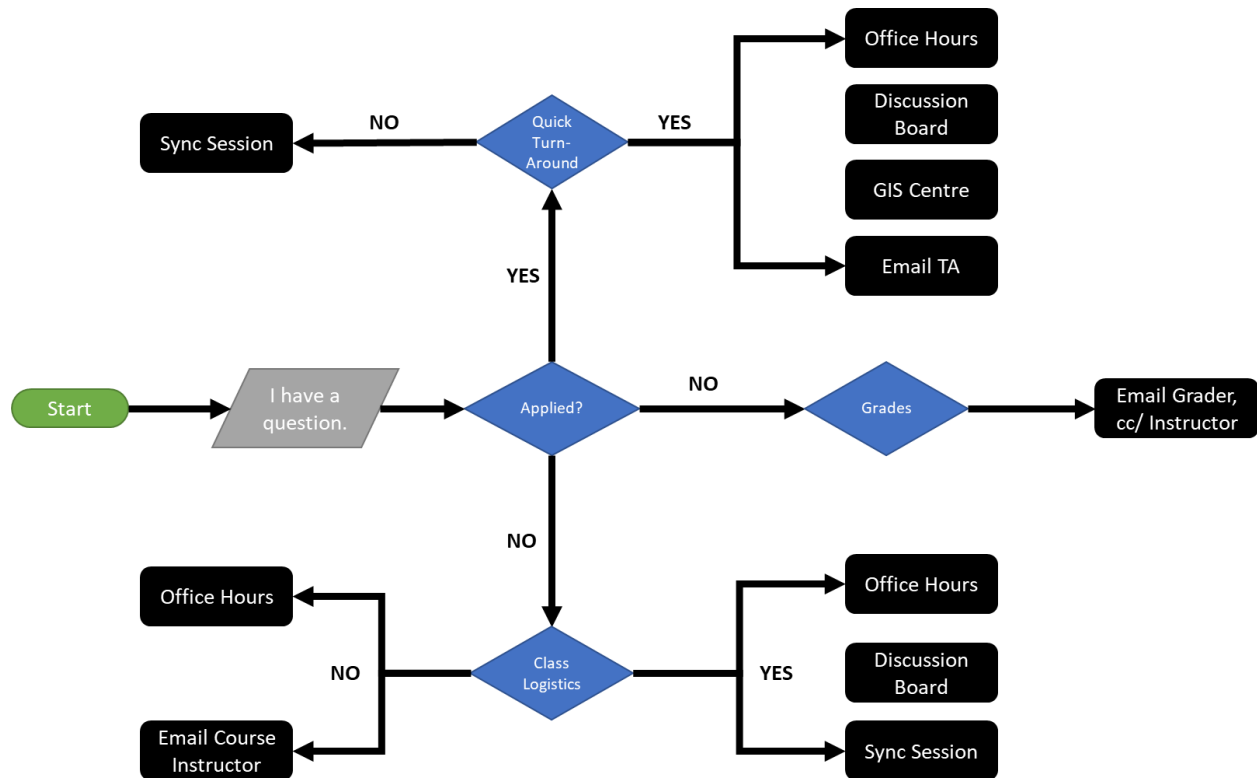 Office Hours
Quick
Turn-
Around
NO
YES
Sync Session
Discussion
Board
GIS Centre
Email TA
YES
Start
I have a
question.
Applied?
NO
Grades
Email Grader,
cc/ Instructor
NO
Office Hours
Office Hours
Class
Logistics
NO
YES
Discussion
Board
Email Course
Instructor
Sync Session